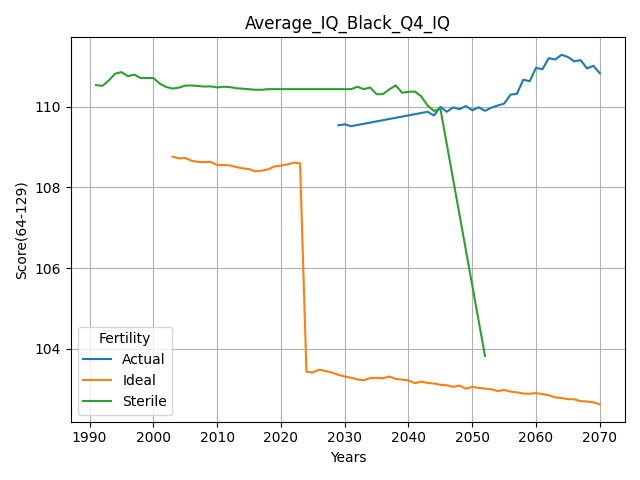 Average_IQ_Black_Q4_IQ
Score(64-129)
110
108
106
104
Fertility
Actual
Ideal
Sterile
1990 2000 2010 2020 2030 2040 2050 2060 2070
Years